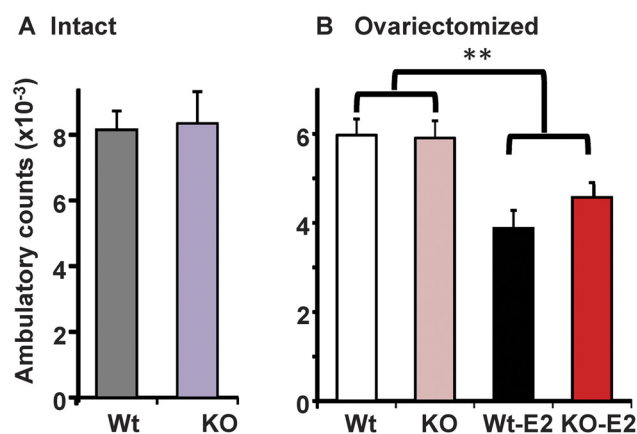 A Intact
B Ovariectomized
**
Ambulatory counts (x10-3)
8
6
4
2
0
Wt KO
6
4
2
0
Wt KO Wt-E2 KO-E2